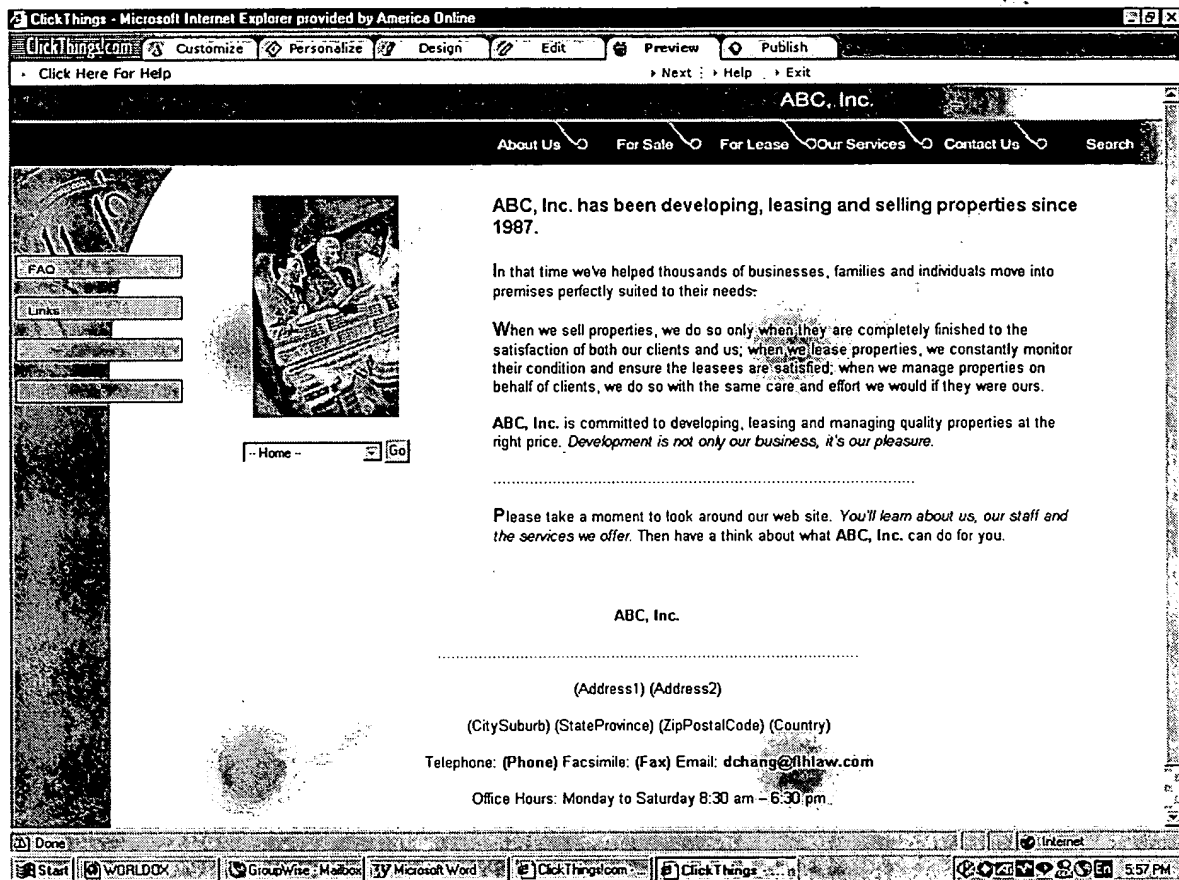 ClickThings - Microsoft Internet Explorer provided by America Online
ClickThings.com Customize Personalize Design Edit Preview Publish
Click Here For Help Next Help Exit
ABC, Inc.
About Us For Sale For Lease Our Services Contact Us Search
ABC, Inc. has been developing, leasing and selling properties since
1987.
FAQ
In that time we've helped thousands of businesses, families and individuals move into
premises perfectly suited to their needs.
Links
When we sell properties, we do so only when they are completely finished to the
satisfaction of both our clients and us; when we lease properties, we constantly monitor
their condition and ensure the leasees are satisfied; when we manage properties on
behalf of clients, we do so with the same care and effort we would if they were ours.
ABC, Inc. is committed to developing, leasing and managing quality properties at the
right price. Development is not only our business, it's our pleasure.
-- Home -- Go
Please take a moment to look around our web site. You'll learn about us, our staff and
the services we offer. Then have a think about what ABC, Inc. can do for you.
ABC, Inc.
(Address1) (Address2)
(CitySuburb) (StateProvince) (ZipPostalCode) (Country)
Telephone: (Phone) Facsimile: (Fax) Email: dchang@flhlaw.com
Office Hours: Monday to Saturday 8:30 am – 6:30 pm
Done Internet
Start WORLDOX GroupWise - Mailbox Microsoft Word ClickThings!com ClickThings En 5:57 PM